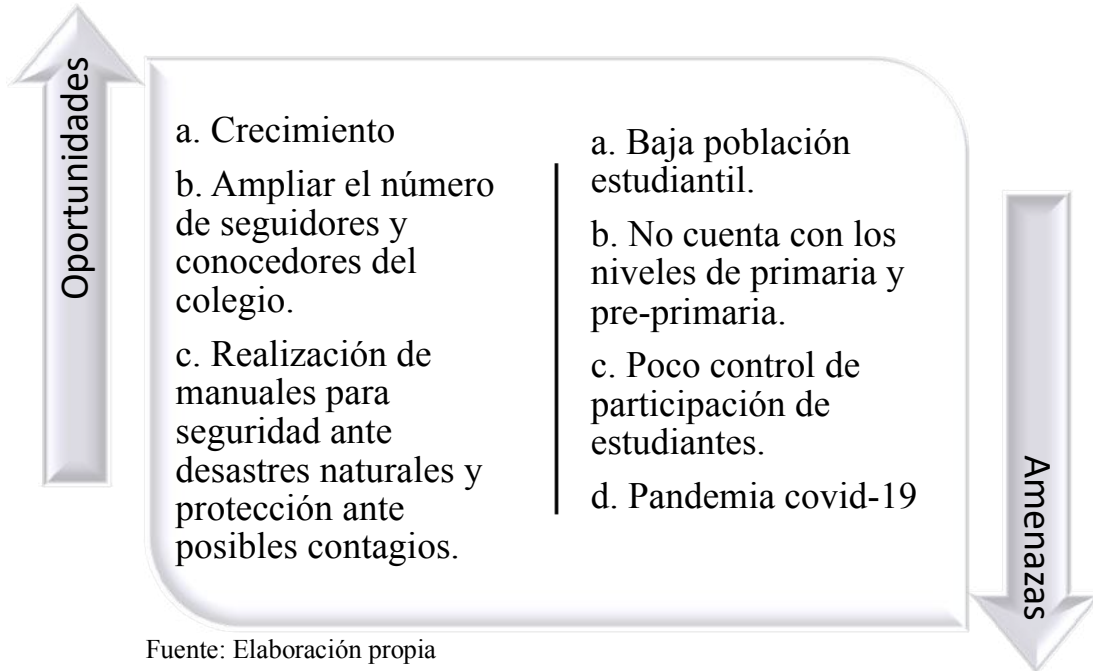 Oportunidades
a. Crecimiento
b. Ampliar el número
de seguidores y
conocedores del
colegio.
c. Realización de
manuales para
seguridad ante
desastres naturales y
protección ante
posibles contagios.
a. Baja población
estudiantil.
b. No cuenta con los
niveles de primaria y
pre-primaria.
c. Poco control de
participación de
estudiantes.
d. Pandemia covid-19
Amenazas
Fuente: Elaboración propia